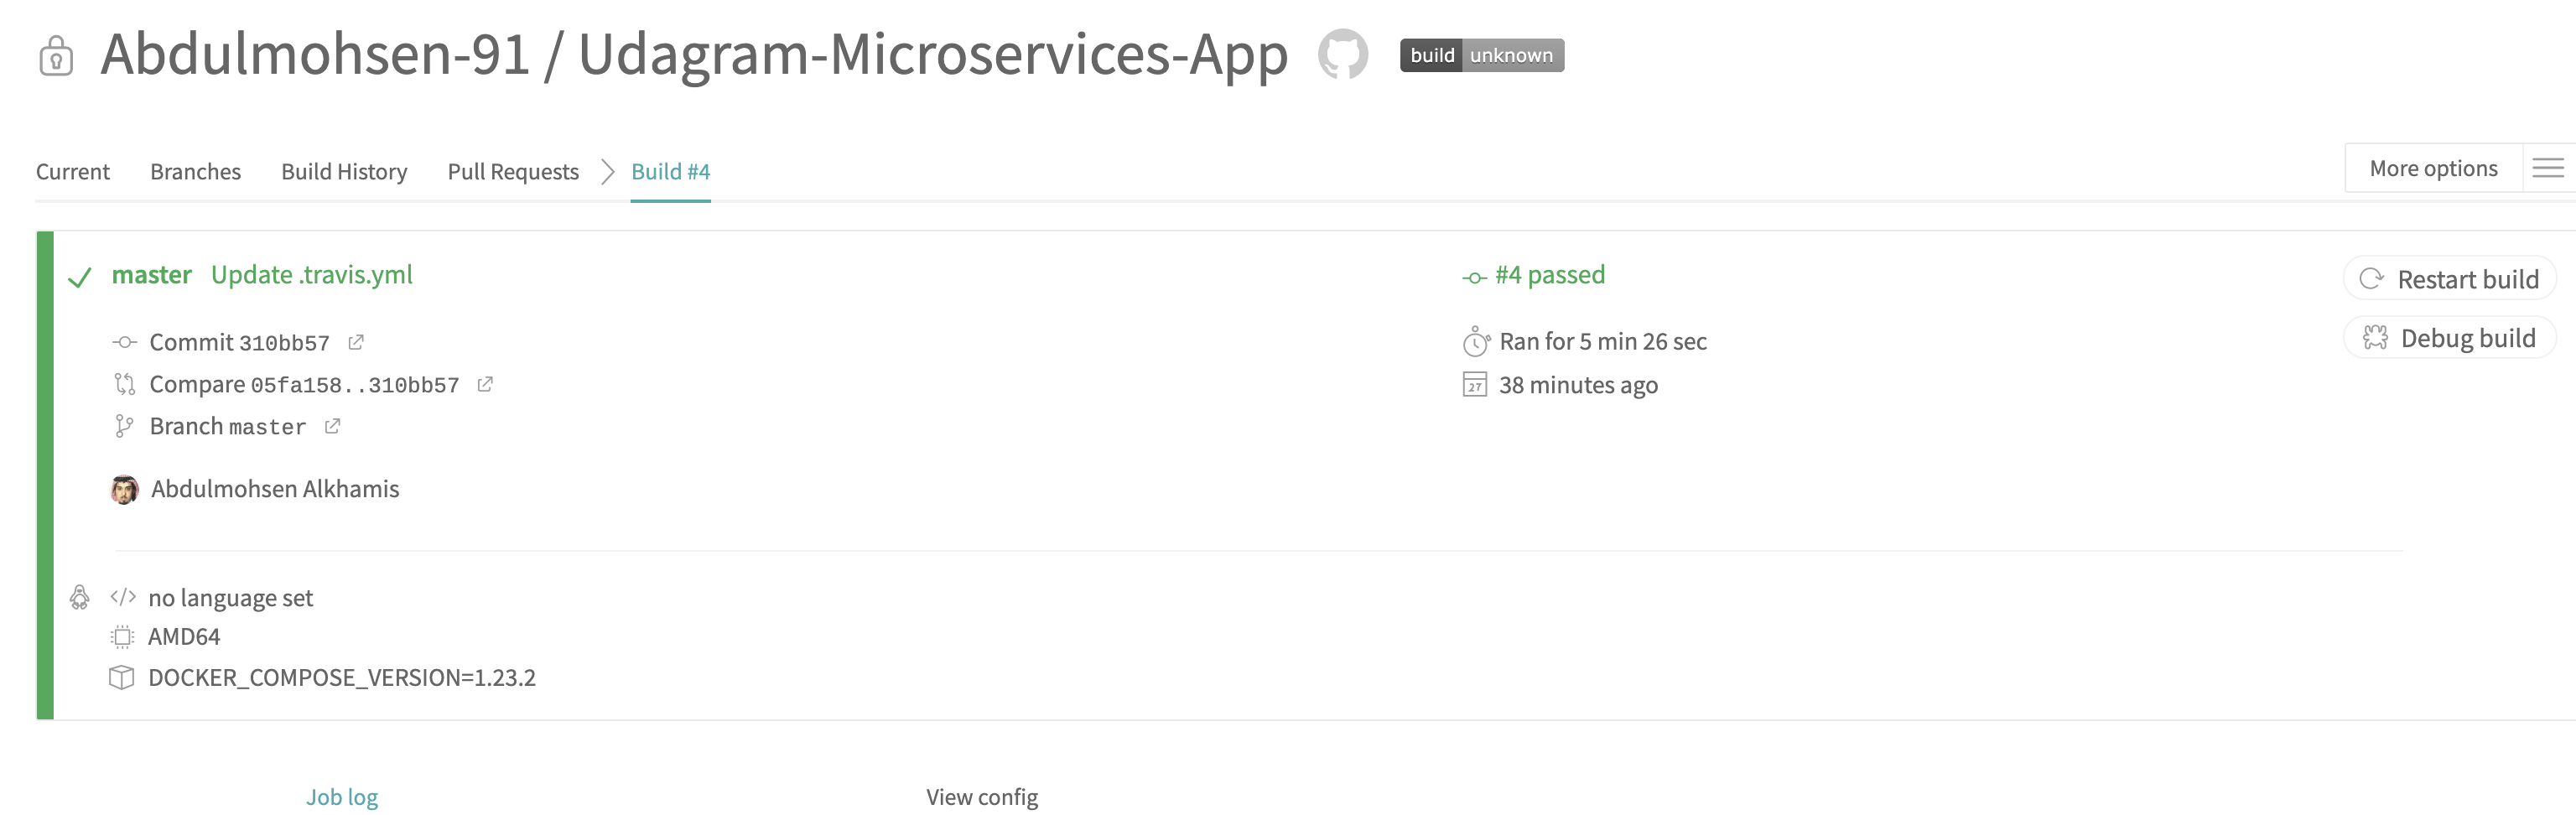 Abdulmohsen-91 / Udagram-Microservices-App build unknown
Current Branches Build History Pull Requests Build #4 More options
master Update .travis.yml
Commit 310bb57
Compare 05fa158..310bb57
Branch master
Abdulmohsen Alkhamis
#4 passed
Ran for 5 min 26 sec
27 38 minutes ago
Restart build
Debug build
</> no language set
AMD64
DOCKER_COMPOSE_VERSION=1.23.2
Job log View config